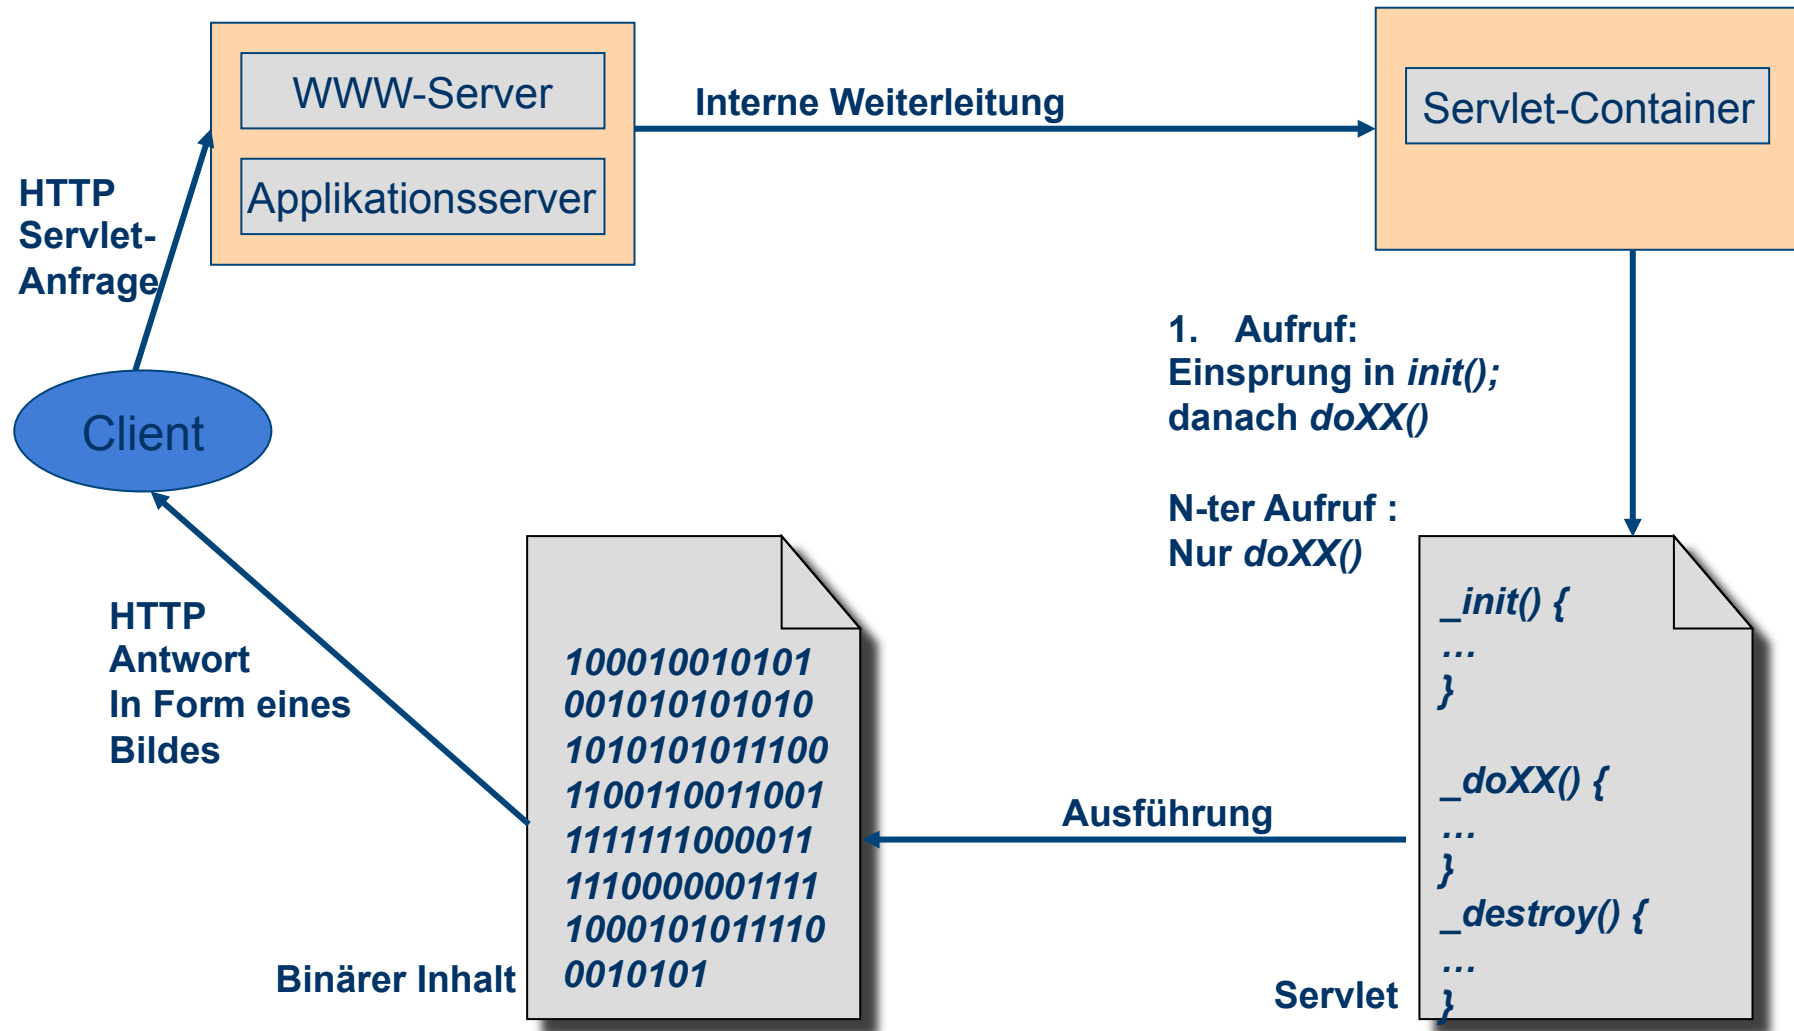 WWW-Server
Applikationsserver
Interne Weiterleitung
Servlet-Container
HTTP
Servlet-
Anfrage
Client
1. Aufruf:
Einsprung in init();
danach doXX()
N-ter Aufruf :
Nur doXX()
HTTP
Antwort
In Form eines
Bildes
100010010101
001010101010
1010101011100
1100110011001
1111111000011
1110000001111
1000101011110
0010101
Binärer Inhalt
Ausführung
_init() {
...
}
_doXX() {
...
}
_destroy() {
...
}
Servlet